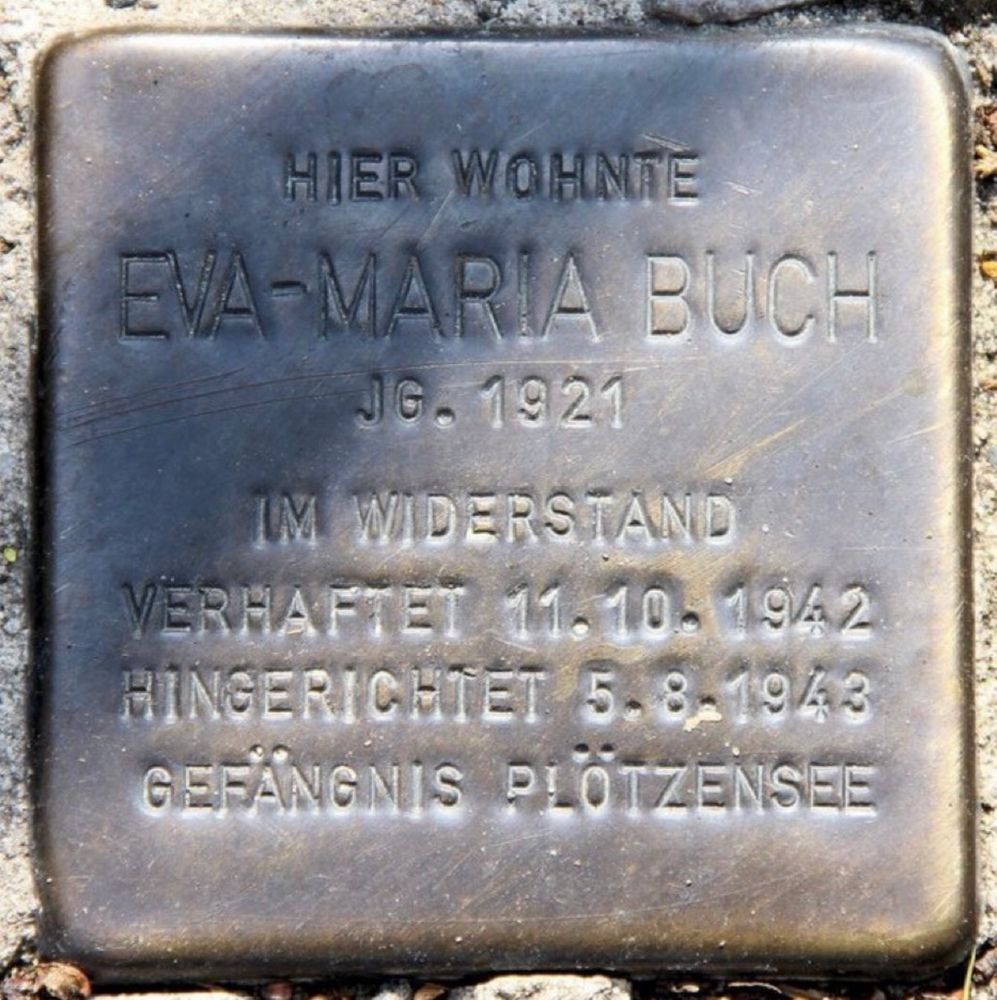 HIER WOHNTE
EVA-MARIA BUCH
JG. 1921
IM WIDERSTAND
VERHAFTET 11.10.1942
HINGERICHTET 5.8.1943
GEFÄNGNIS PLÖTZENSEE